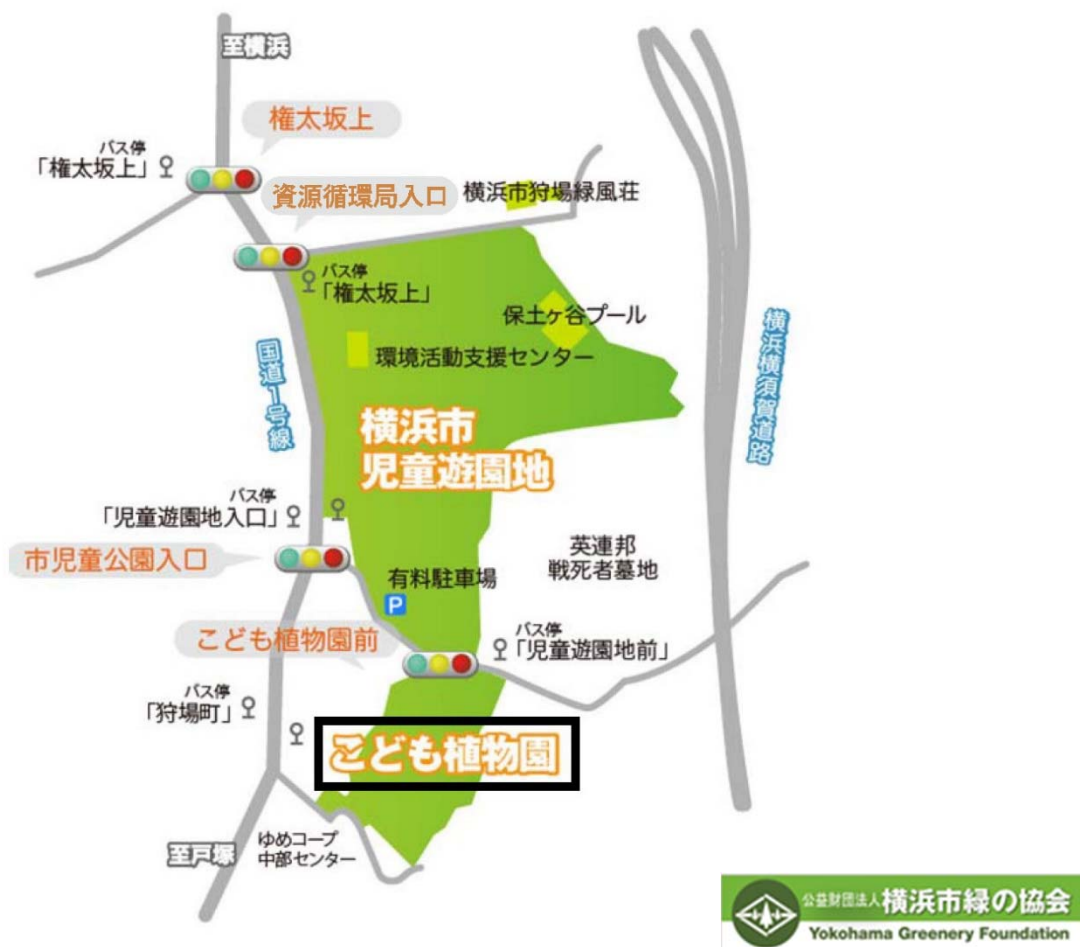 至横浜
権太坂上
バス停
「権太坂上」
資源循環局入口
横浜市狩場緑風荘
バス停
「権太坂上」
保土ヶ谷プール
環境活動支援センター
国道1号線
横浜横須賀道路
横浜市
児童遊園地
バス停
「児童遊園地入口」
市児童公園入口
英連邦
戦死者墓地
有料駐車場
P
こども植物園前
バス停
「児童遊園地前」
バス停
「狩場町」
こども植物園
ゆめコープ
中部センター
至戸塚
公益財団法人 横浜市緑の協会
Yokohama Greenery Foundation